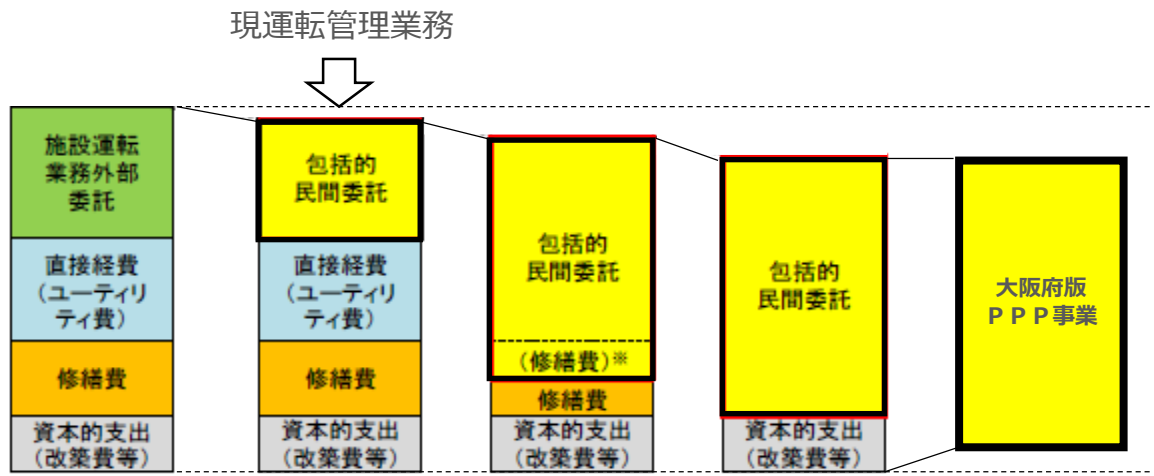 現運転管理業務
施設運転
業務外部
委託
直接経費
(ユーティリ
ティ費)
修繕費
資本的支出
(改築費等)
包括的
民間委託
直接経費
(ユーティリ
ティ費)
修繕費
資本的支出
(改築費等)
包括的
民間委託
(修繕費)※
修繕費
資本的支出
(改築費等)
包括的
民間委託
資本的支出
(改築費等)
大阪府版
ＰＰＰ事業